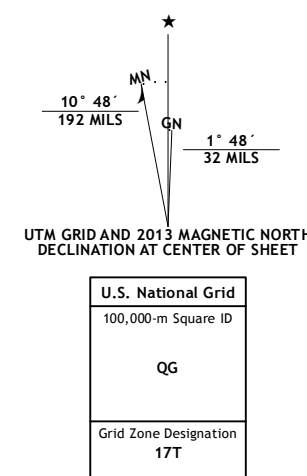 ★
MN
GN
10° 48´
192 MILS
1° 48´
32 MILS
UTM GRID AND 2013 MAGNETIC NORTH
DECLINATION AT CENTER OF SHEET
U.S. National Grid
100,000-m Square ID
QG
Grid Zone Designation
17T